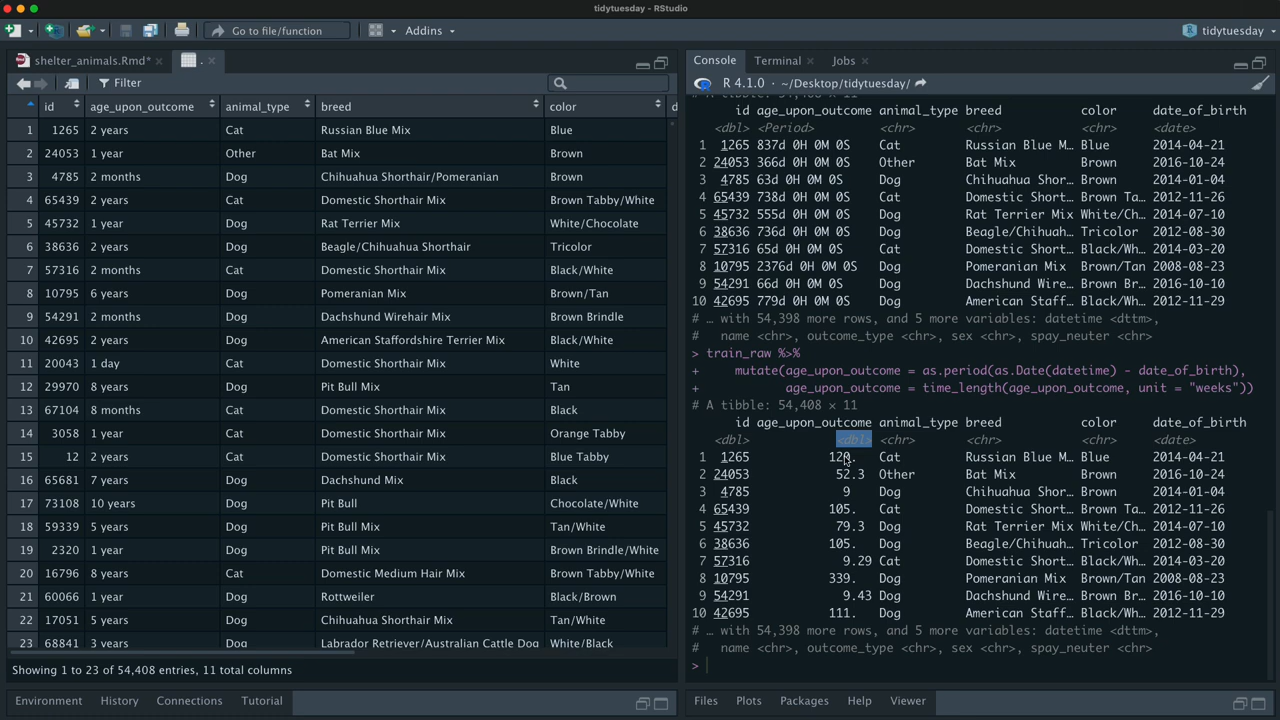 tidytuesday - RStudio
Go to file/function
Addins
tidytuesday
shelter_animals.Rmd*
.
Filter
id age_upon_outcome animal_type breed color d
1 1265 2 years Cat Russian Blue Mix Blue
2 24053 1 year Other Bat Mix Brown
3 4785 2 months Dog Chihuahua Shorthair/Pomeranian Brown
4 65439 2 years Cat Domestic Shorthair Mix Brown Tabby/White
5 45732 1 year Dog Rat Terrier Mix White/Chocolate
6 38636 2 years Dog Beagle/Chihuahua Shorthair Tricolor
7 57316 2 months Cat Domestic Shorthair Mix Black/White
8 10795 6 years Dog Pomeranian Mix Brown/Tan
9 54291 2 months Dog Dachshund Wirehair Mix Brown Brindle
10 42695 2 years Dog American Staffordshire Terrier Mix Black/White
11 20043 1 day Cat Domestic Shorthair Mix White
12 29970 8 years Dog Pit Bull Mix Tan
13 67104 8 months Cat Domestic Shorthair Mix Black
14 3058 1 year Cat Domestic Shorthair Mix Orange Tabby
15 12 2 years Cat Domestic Shorthair Mix Blue Tabby
16 65681 7 years Dog Dachshund Mix Black
17 73108 10 years Dog Pit Bull Chocolate/White
18 59339 5 years Dog Pit Bull Mix Tan/White
19 2320 1 year Dog Pit Bull Mix Brown Brindle/White
20 16796 8 years Cat Domestic Medium Hair Mix Brown Tabby/White
21 60066 1 year Dog Rottweiler Black/Brown
22 17051 5 years Dog Chihuahua Shorthair Mix Tan/White
23 68841 3 years Dog Labrador Retriever/Australian Cattle Dog White/Black
Showing 1 to 23 of 54,408 entries, 11 total columns
Environment History Connections Tutorial
Console Terminal Jobs
R 4.1.0 · ~/Desktop/tidytuesday/
# A tibble: 54,408 × 11
id age_upon_outcome animal_type breed color date_of_birth
<dbl> <Period> <chr> <chr> <chr> <date>
1 1265 837d 0H 0M 0S Cat Russian Blue M… Blue 2014-04-21
2 24053 366d 0H 0M 0S Other Bat Mix Brown 2016-10-24
3 4785 63d 0H 0M 0S Dog Chihuahua Shor… Brown 2014-01-04
4 65439 738d 0H 0M 0S Cat Domestic Short… Brown Ta… 2012-11-26
5 45732 555d 0H 0M 0S Dog Rat Terrier Mix White/Ch… 2014-07-10
6 38636 736d 0H 0M 0S Dog Beagle/Chihuah… Tricolor 2012-08-30
7 57316 65d 0H 0M 0S Cat Domestic Short… Black/Wh… 2014-03-20
8 10795 2376d 0H 0M 0S Dog Pomeranian Mix Brown/Tan 2008-08-23
9 54291 66d 0H 0M 0S Dog Dachshund Wire… Brown Br… 2016-10-10
10 42695 779d 0H 0M 0S Dog American Staff… Black/Wh… 2012-11-29
# … with 54,398 more rows, and 5 more variables: datetime <dttm>,
# name <chr>, outcome_type <chr>, sex <chr>, spay_neuter <chr>
> train_raw %>%
+ mutate(age_upon_outcome = as.period(as.Date(datetime) - date_of_birth),
+ age_upon_outcome = time_length(age_upon_outcome, unit = "weeks"))
# A tibble: 54,408 × 11
id age_upon_outcome animal_type breed color date_of_birth
<dbl> <dbl> <chr> <chr> <chr> <date>
1 1265 120. Cat Russian Blue M… Blue 2014-04-21
2 24053 52.3 Other Bat Mix Brown 2016-10-24
3 4785 9 Dog Chihuahua Shor… Brown 2014-01-04
4 65439 105. Cat Domestic Short… Brown Ta… 2012-11-26
5 45732 79.3 Dog Rat Terrier Mix White/Ch… 2014-07-10
6 38636 105. Dog Beagle/Chihuah… Tricolor 2012-08-30
7 57316 9.29 Cat Domestic Short… Black/Wh… 2014-03-20
8 10795 339. Dog Pomeranian Mix Brown/Tan 2008-08-23
9 54291 9.43 Dog Dachshund Wire… Brown Br… 2016-10-10
10 42695 111. Dog American Staff… Black/Wh… 2012-11-29
# … with 54,398 more rows, and 5 more variables: datetime <dttm>,
# name <chr>, outcome_type <chr>, sex <chr>, spay_neuter <chr>
>
Files Plots Packages Help Viewer